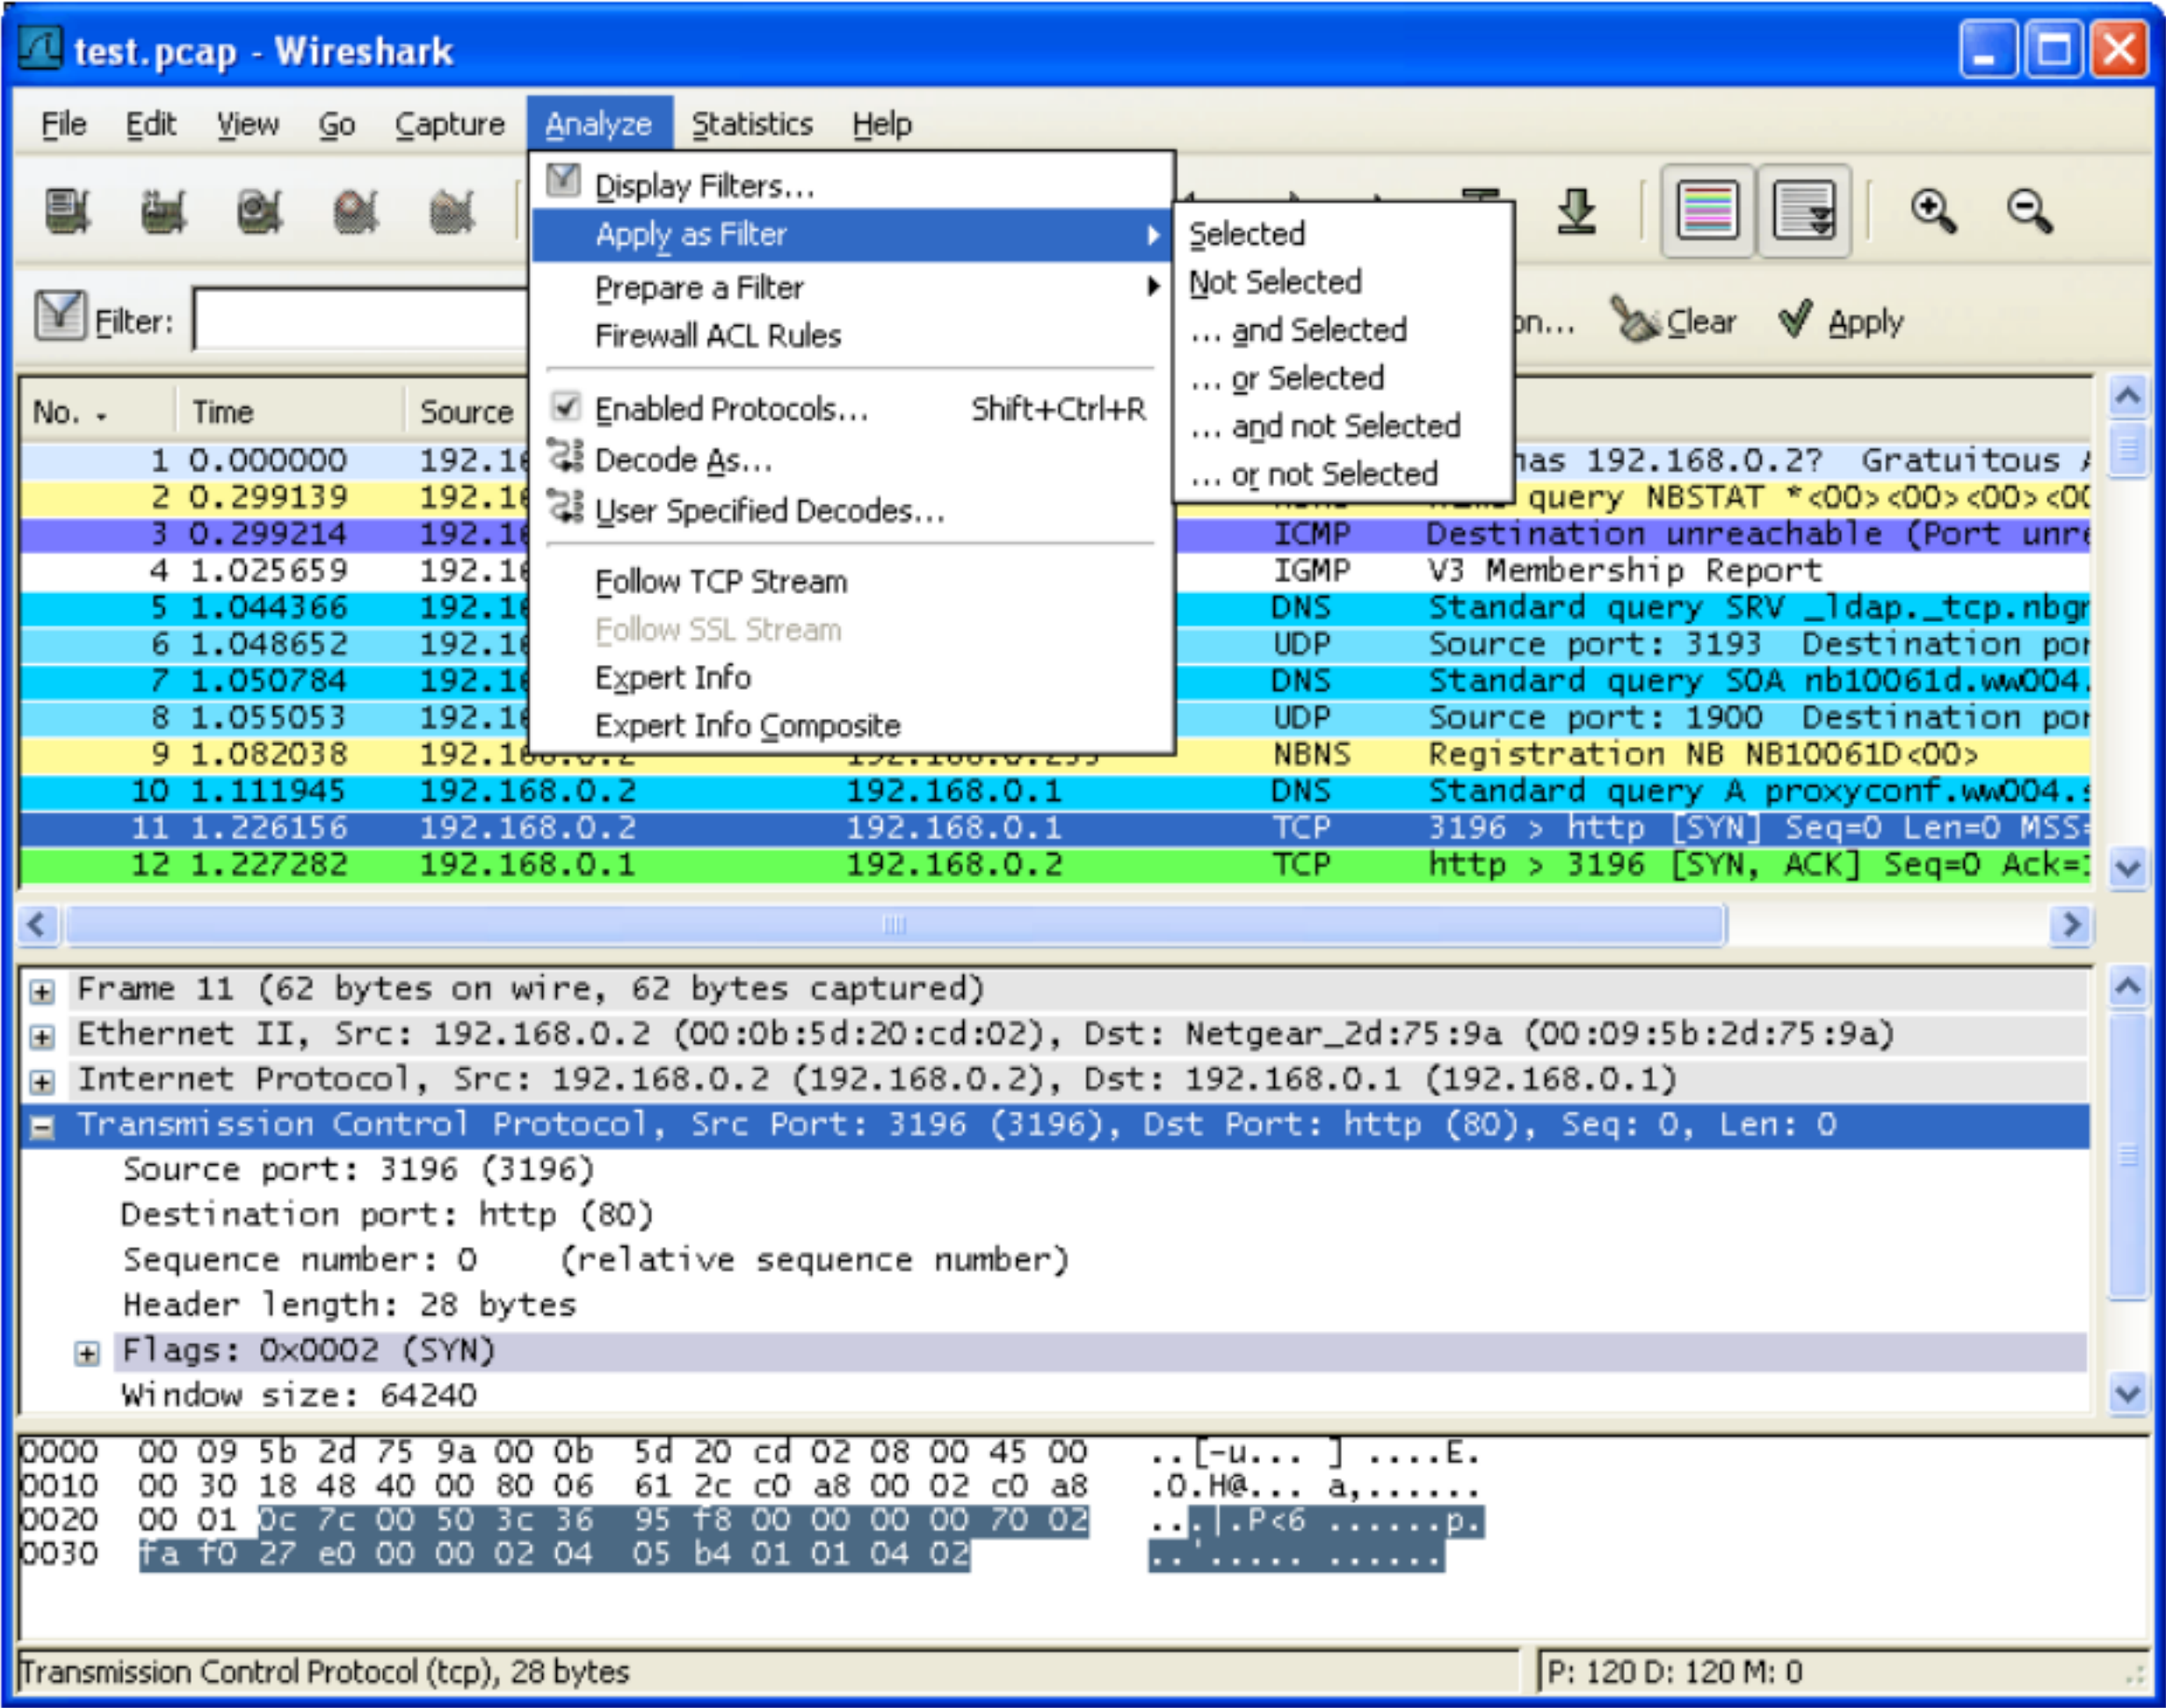 test.pcap - Wireshark
File Edit View Go Capture Analyze Statistics Help
Display Filters...
Apply as Filter
Prepare a Filter
Firewall ACL Rules
Enabled Protocols... Shift+Ctrl+R
Decode As...
User Specified Decodes...
Follow TCP Stream
Follow SSL Stream
Expert Info
Expert Info Composite
Selected
Not Selected
... and Selected
... or Selected
... and not Selected
... or not Selected
Filter: Clear Apply
No. Time Source
1 0.000000 has 192.168.0.2? Gratuitous
2 0.299139 query NBSTAT *<00><00><00><00
3 0.299214 ICMP Destination unreachable (Port unre
4 1.025659 IGMP V3 Membership Report
5 1.044366 DNS Standard query SRV _ldap._tcp.nbgr
6 1.048652 UDP Source port: 3193 Destination por
7 1.050784 DNS Standard query SOA nb10061d.ww004.
8 1.055053 UDP Source port: 1900 Destination por
9 1.082038 NBNS Registration NB NB10061D<00>
10 1.111945 192.168.0.2 192.168.0.1 DNS Standard query A proxyconf.ww004.s
11 1.226156 192.168.0.2 192.168.0.1 TCP 3196 > http [SYN] Seq=0 Len=0 MSS=
12 1.227282 192.168.0.1 192.168.0.2 TCP http > 3196 [SYN, ACK] Seq=0 Ack=1
Frame 11 (62 bytes on wire, 62 bytes captured)
Ethernet II, Src: 192.168.0.2 (00:0b:5d:20:cd:02), Dst: Netgear_2d:75:9a (00:09:5b:2d:75:9a)
Internet Protocol, Src: 192.168.0.2 (192.168.0.2), Dst: 192.168.0.1 (192.168.0.1)
Transmission Control Protocol, Src Port: 3196 (3196), Dst Port: http (80), Seq: 0, Len: 0
Source port: 3196 (3196)
Destination port: http (80)
Sequence number: 0 (relative sequence number)
Header length: 28 bytes
Flags: 0x0002 (SYN)
Window size: 64240
0000 00 09 5b 2d 75 9a 00 0b 5d 20 cd 02 08 00 45 00 ..[-u... ] ....E.
0010 00 30 18 48 40 00 80 06 61 2c c0 a8 00 02 c0 a8 .0.H@... a,......
0020 00 01 0c 7c 00 50 3c 36 95 f8 00 00 00 00 70 02 ...|.P<6 ......p.
0030 fa f0 27 e0 00 00 02 04 05 b4 01 01 04 02 ..'..... ......
Transmission Control Protocol (tcp), 28 bytes P: 120 D: 120 M: 0